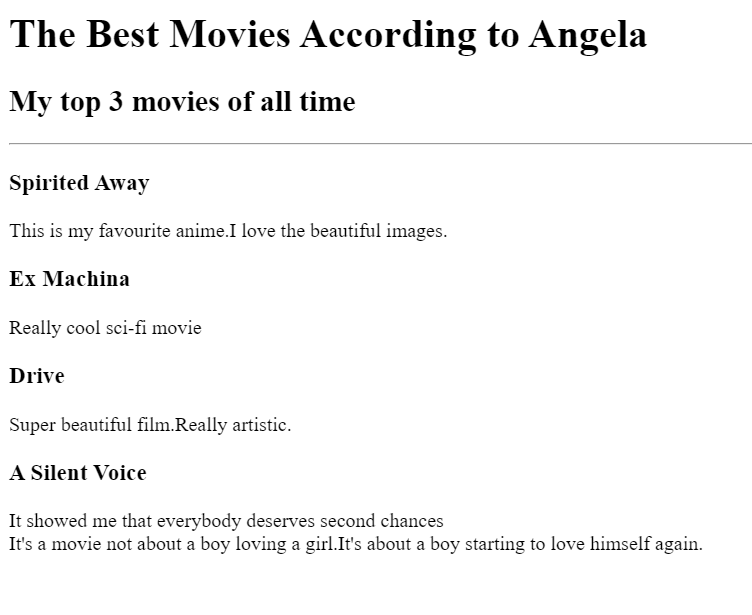 The Best Movies According to Angela
My top 3 movies of all time
Spirited Away
This is my favourite anime.I love the beautiful images.
Ex Machina
Really cool sci-fi movie
Drive
Super beautiful film.Really artistic.
A Silent Voice
It showed me that everybody deserves second chances
It's a movie not about a boy loving a girl.It's about a boy starting to love himself again.